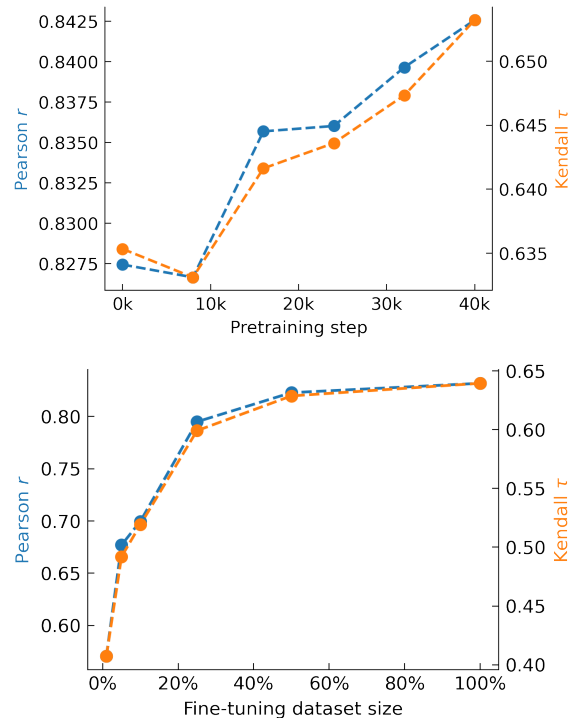 0.8425
0.8400
0.8375
0.8350
0.8325
0.8300
0.8275
Pearson r
0.650
0.645
0.640
0.635
Kendall τ
0k
10k
20k
30k
40k
Pretraining step
0.80
0.75
0.70
0.65
0.60
Pearson r
0.65
0.60
0.55
0.50
0.45
0.40
Kendall τ
0%
20%
40%
60%
80%
100%
Fine-tuning dataset size